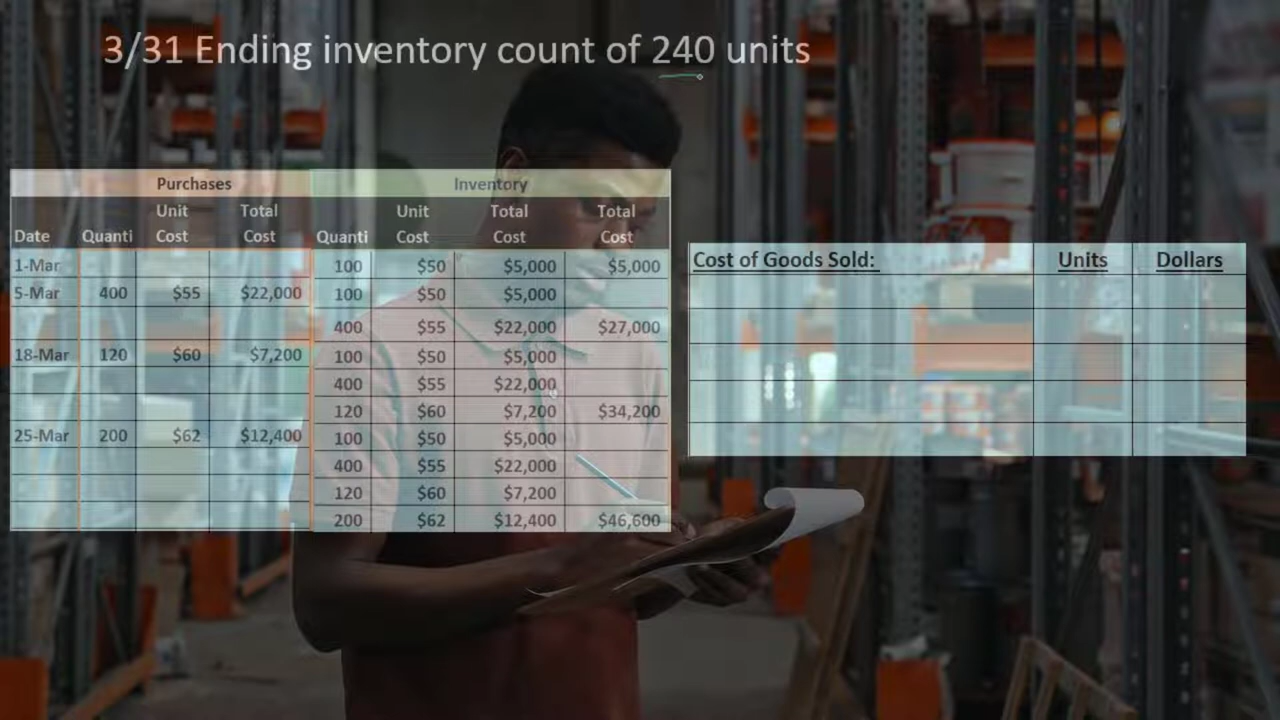 3/31 Ending inventory count of 240 units
Purchases Inventory
Date Quanti Unit Cost Total Cost Quanti Unit Cost Total Cost Total Cost
1-Mar 100 $50 $5,000 $5,000
5-Mar 400 $55 $22,000 100 $50 $5,000
400 $55 $22,000 $27,000
18-Mar 120 $60 $7,200 100 $50 $5,000
400 $55 $22,000
120 $60 $7,200 $34,200
25-Mar 200 $62 $12,400 100 $50 $5,000
400 $55 $22,000
120 $60 $7,200
200 $62 $12,400 $46,600
Cost of Goods Sold: Units Dollars